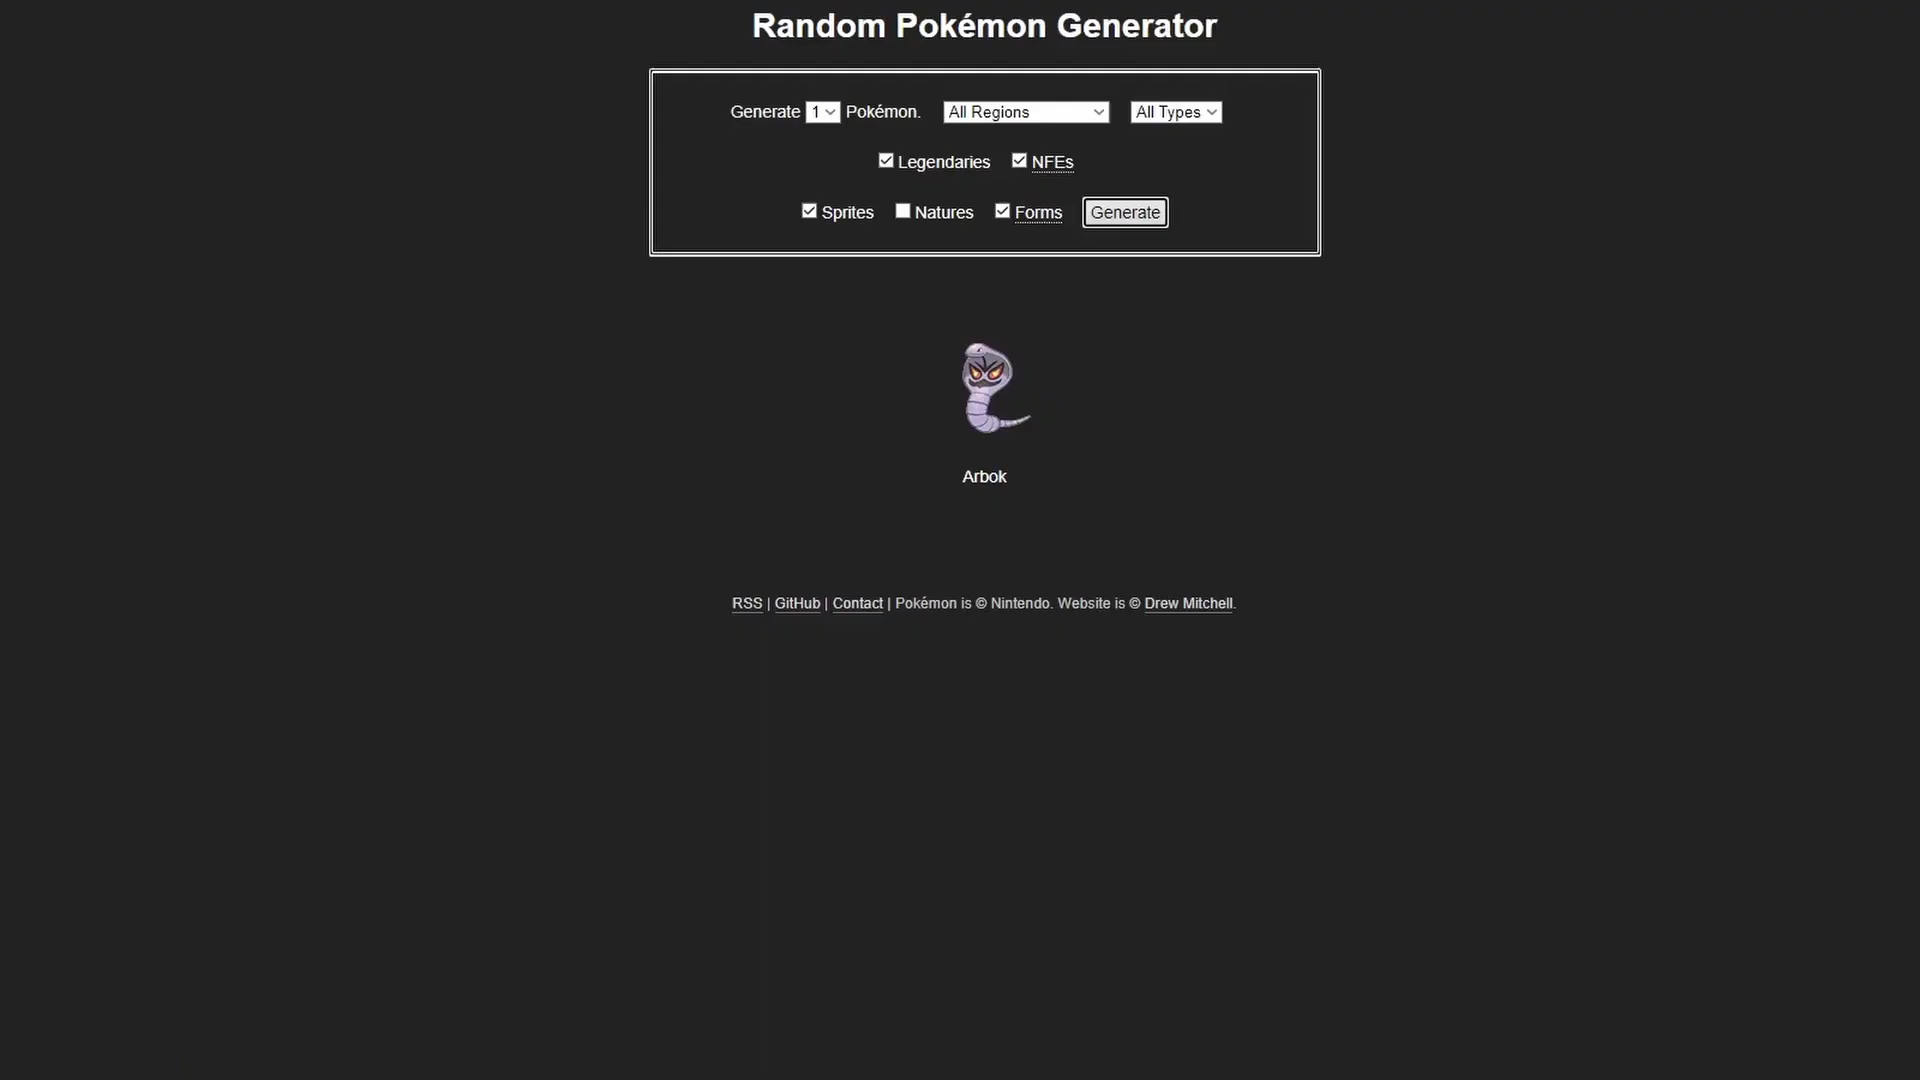 Random Pokémon Generator
Generate 1 Pokémon. All Regions All Types
Legendaries NFEs
Sprites Natures Forms Generate
Arbok
RSS | GitHub | Contact | Pokémon is © Nintendo. Website is © Drew Mitchell.